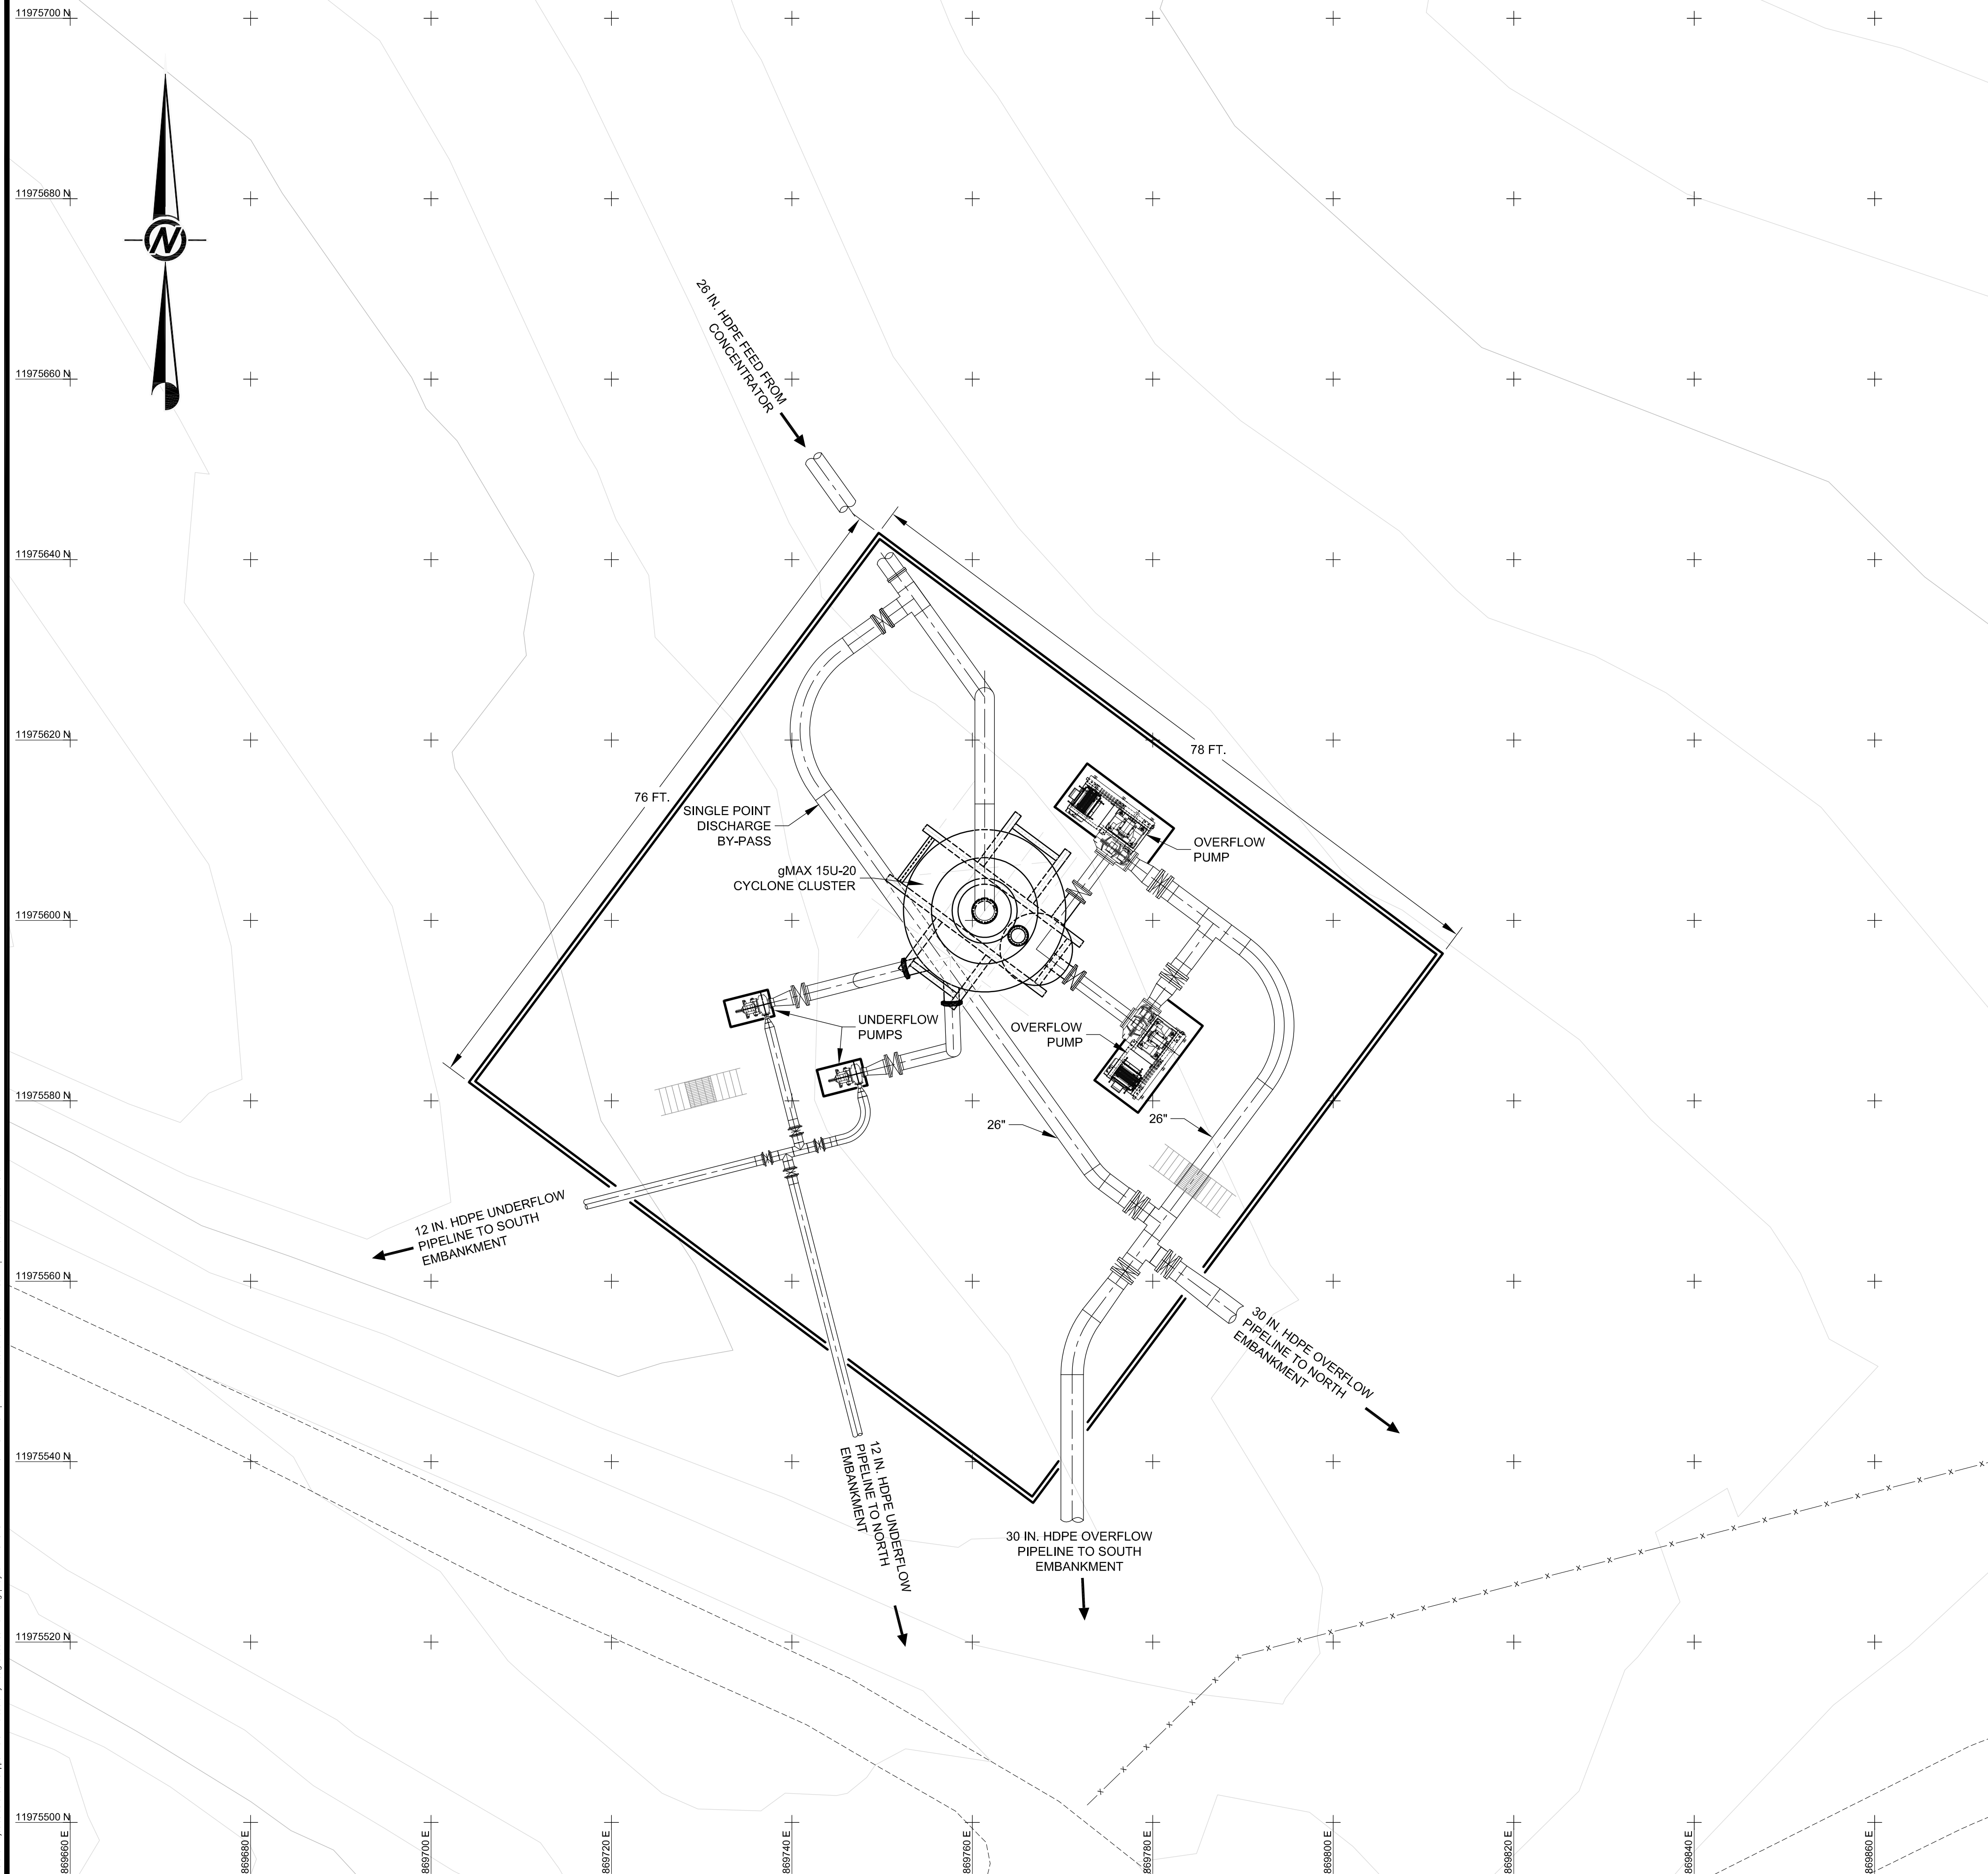 11975700 N
N
11975680 N
26 IN. HDPE FEED FROM
CONCENTRATOR
11975660 N
11975640 N
11975620 N
78 FT.
76 FT.
SINGLE POINT
DISCHARGE
BY-PASS
OVERFLOW
PUMP
gMAX 15U-20
CYCLONE CLUSTER
11975600 N
UNDERFLOW
PUMPS
OVERFLOW
PUMP
11975580 N
26"
26"
12 IN. HDPE UNDERFLOW
PIPELINE TO SOUTH
EMBANKMENT
11975560 N
30 IN. HDPE OVERFLOW
PIPELINE TO NORTH
EMBANKMENT
11975540 N
12 IN. HDPE UNDERFLOW
PIPELINE TO NORTH
EMBANKMENT
30 IN. HDPE OVERFLOW
PIPELINE TO SOUTH
EMBANKMENT
11975520 N
11975500 N
869660 E
869680 E
869700 E
869720 E
869740 E
869760 E
869780 E
869800 E
869820 E
869840 E
869860 E